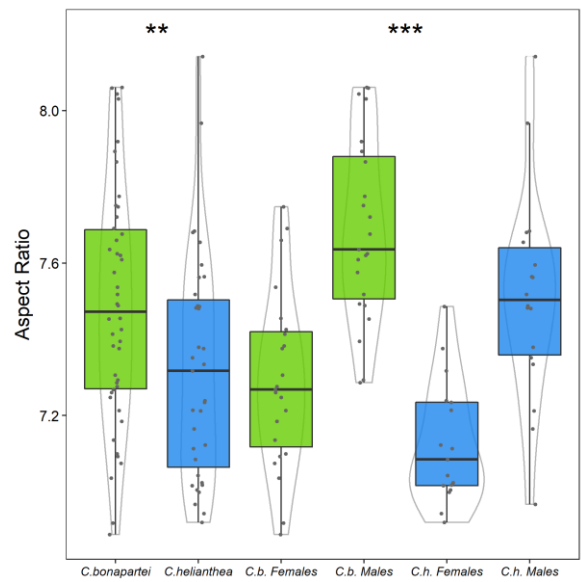 ** ***
Aspect Ratio
8.0
7.6
7.2
C.bonapartei C.helianthea C.b. Females C.b. Males C.h. Females C.h. Males